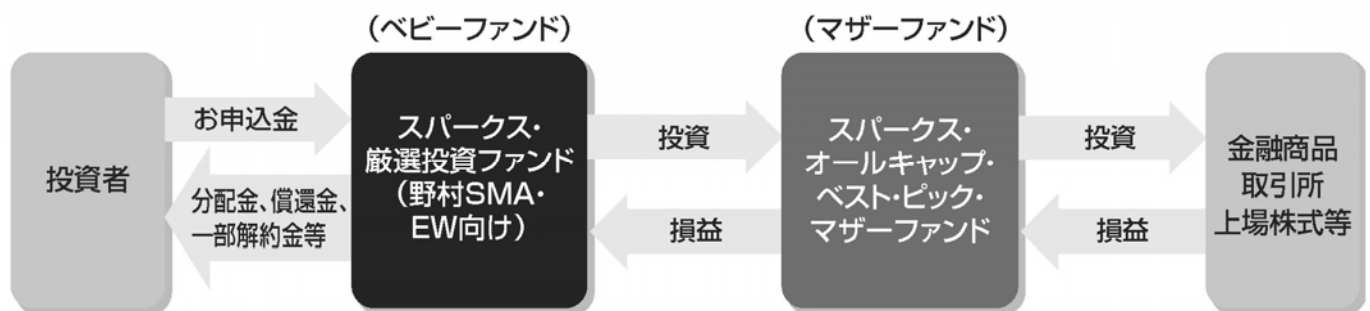 (ベビーファンド)
(マザーファンド)
投資者
お申込金
分配金、償還金、
一部解約金等
スパークス・
厳選投資ファンド
(野村SMA・
EW向け)
投資
損益
スパークス・
オールキャップ・
ベスト・ピック・
マザーファンド
投資
損益
金融商品
取引所
上場株式等